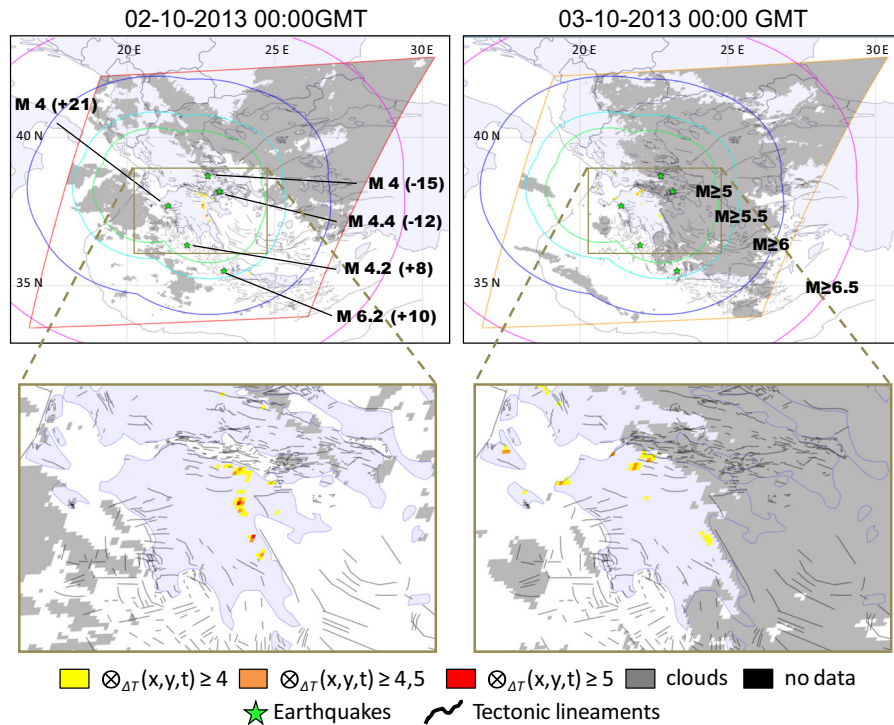 02-10-2013 00:00GMT
03-10-2013 00:00 GMT
20 E
25 E
30 E
20 E
25 E
30 E
M 4 (+21)
40 N
40 N
M 4 (-15)
M≥5
M 4.4 (-12)
M≥5.5
M 4.2 (+8)
M≥6
35 N
35 N
M≥6.5
M 6.2 (+10)
⊗ΔT(x,y,t) ≥ 4
⊗ΔT(x,y,t) ≥ 4,5
⊗ΔT(x,y,t) ≥ 5
clouds
no data
Earthquakes
Tectonic lineaments